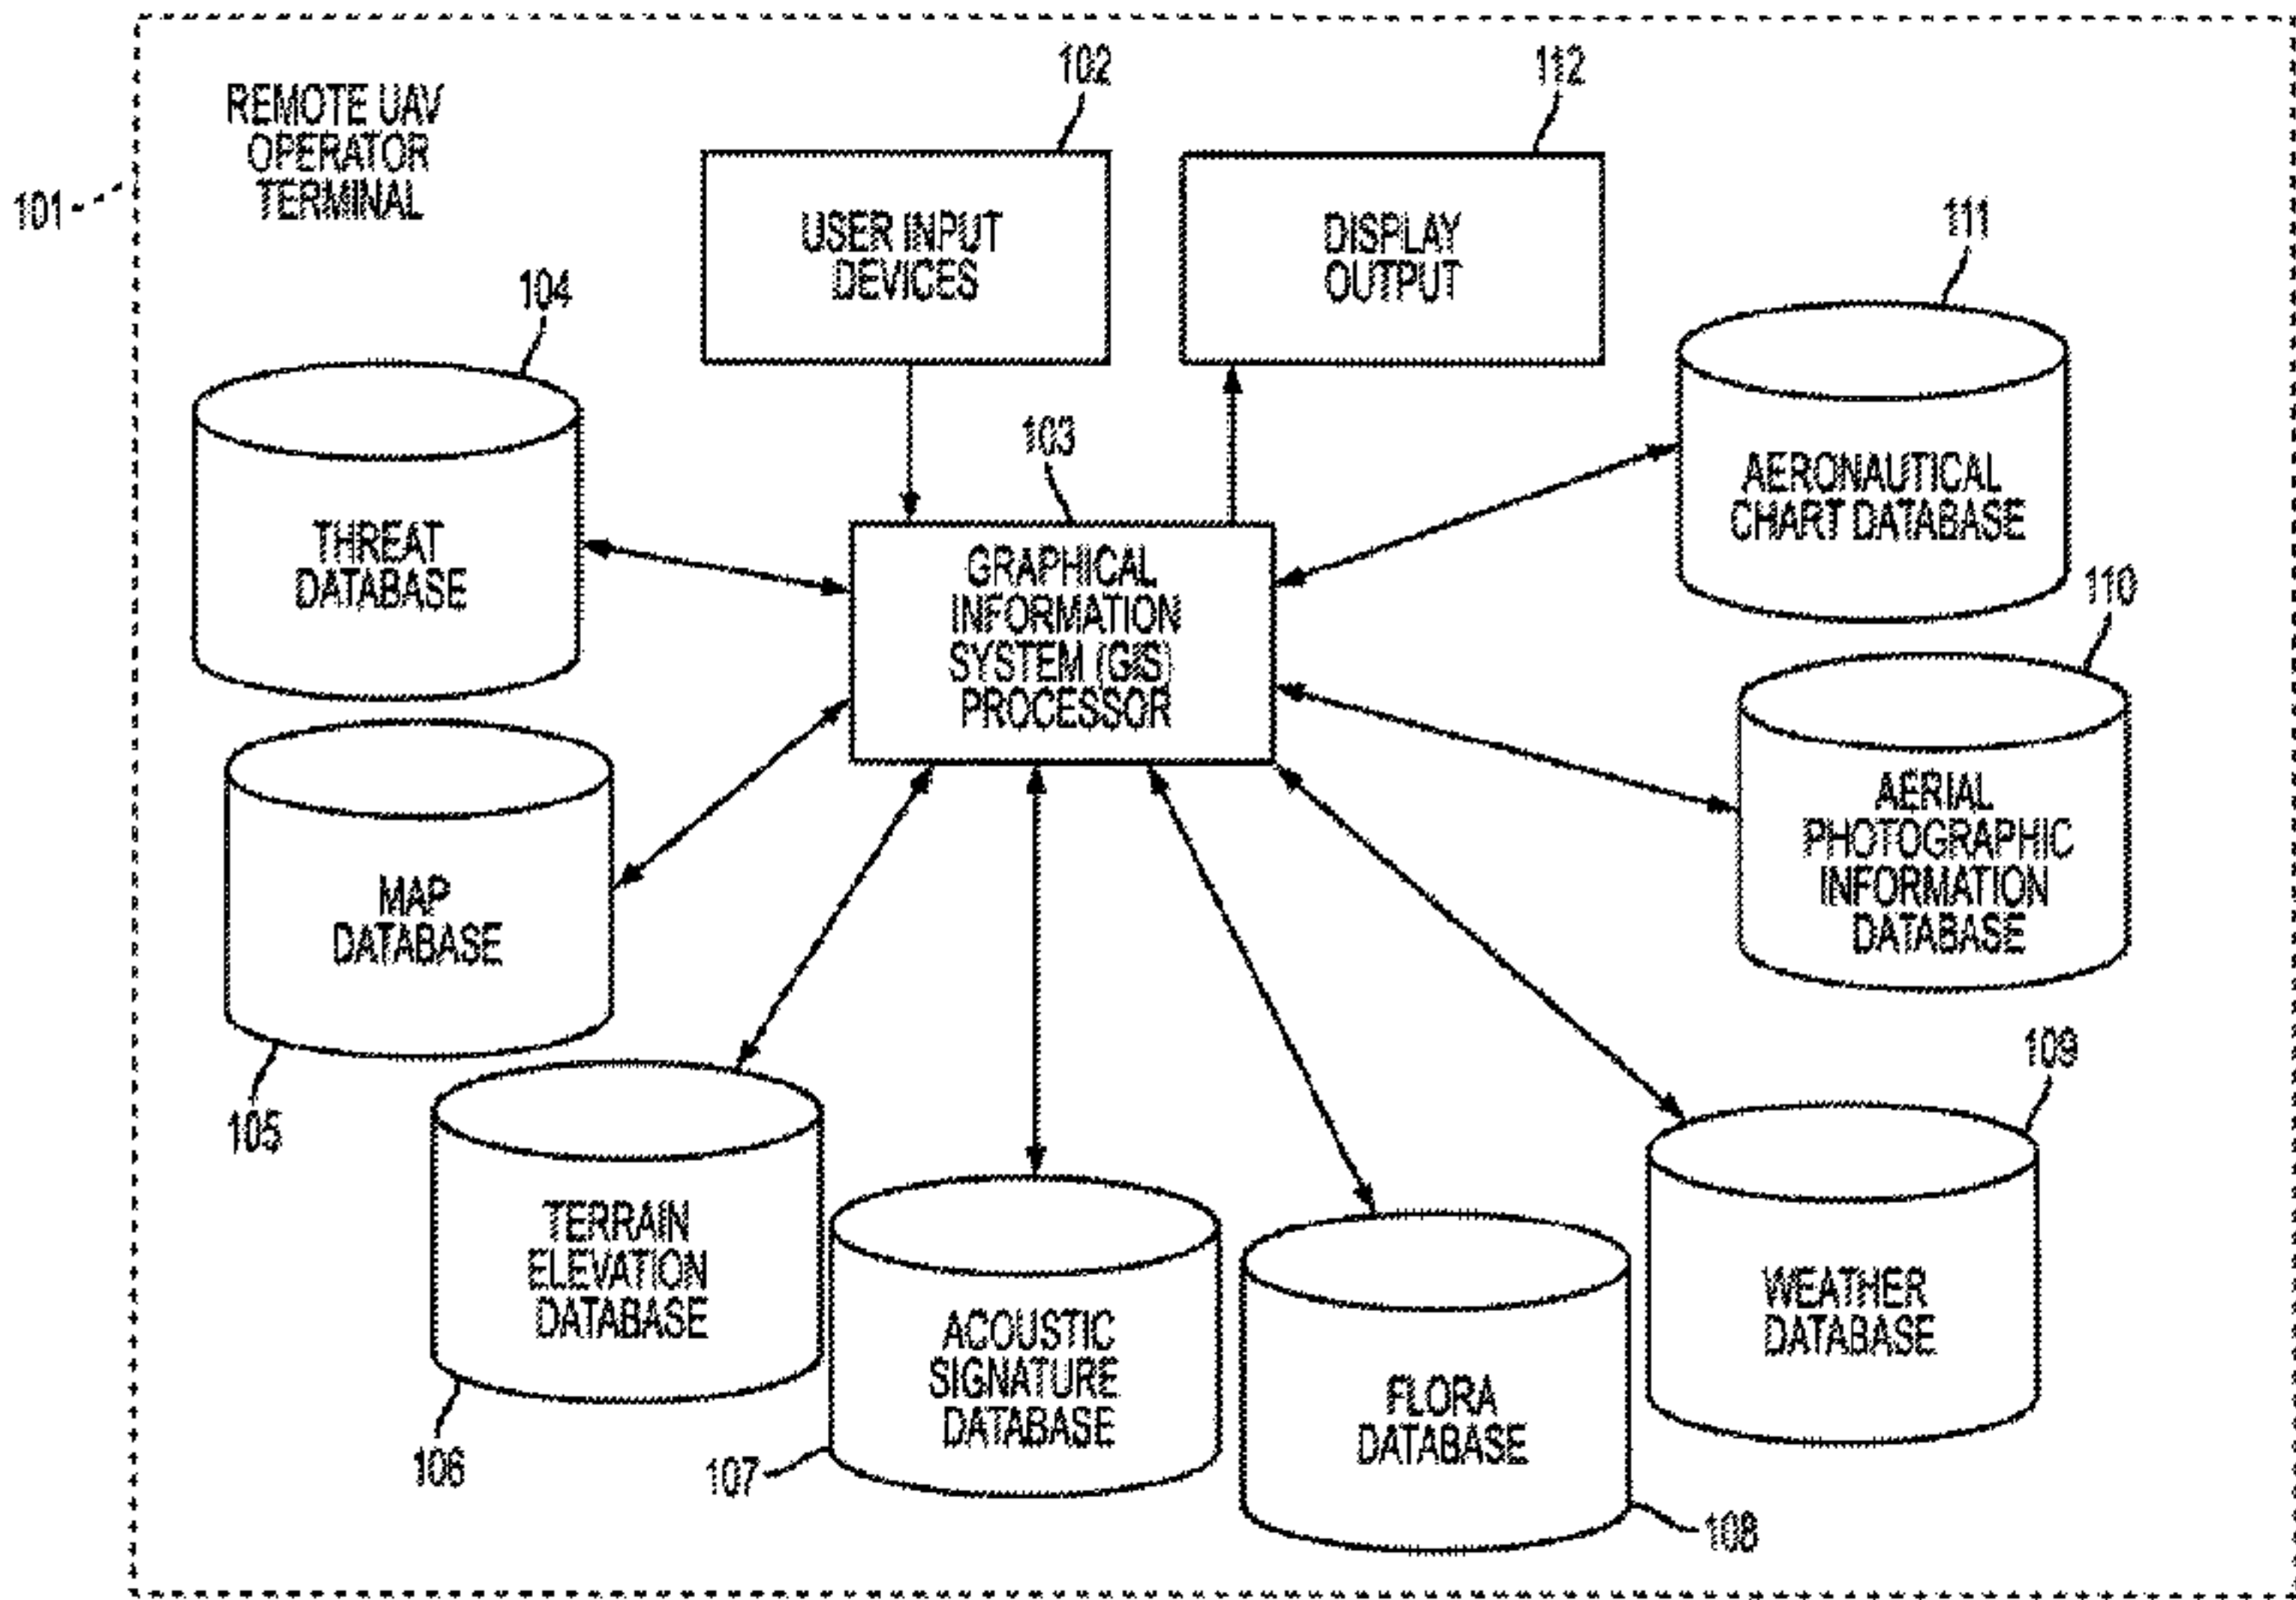 102
112
REMOTE UAV
OPERATOR
TERMINAL
101
USER INPUT
DEVICES
DISPLAY
OUTPUT
111
104
103
AERONAUTICAL
CHART DATABASE
THREAT
DATABASE
GRAPHICAL
INFORMATION
SYSTEM (GIS)
PROCESSOR
110
AERIAL
PHOTOGRAPHIC
INFORMATION
DATABASE
MAP
DATABASE
105
109
TERRAIN
ELEVATION
DATABASE
106
ACOUSTIC
SIGNATURE
DATABASE
107
FLORA
DATABASE
108
WEATHER
DATABASE